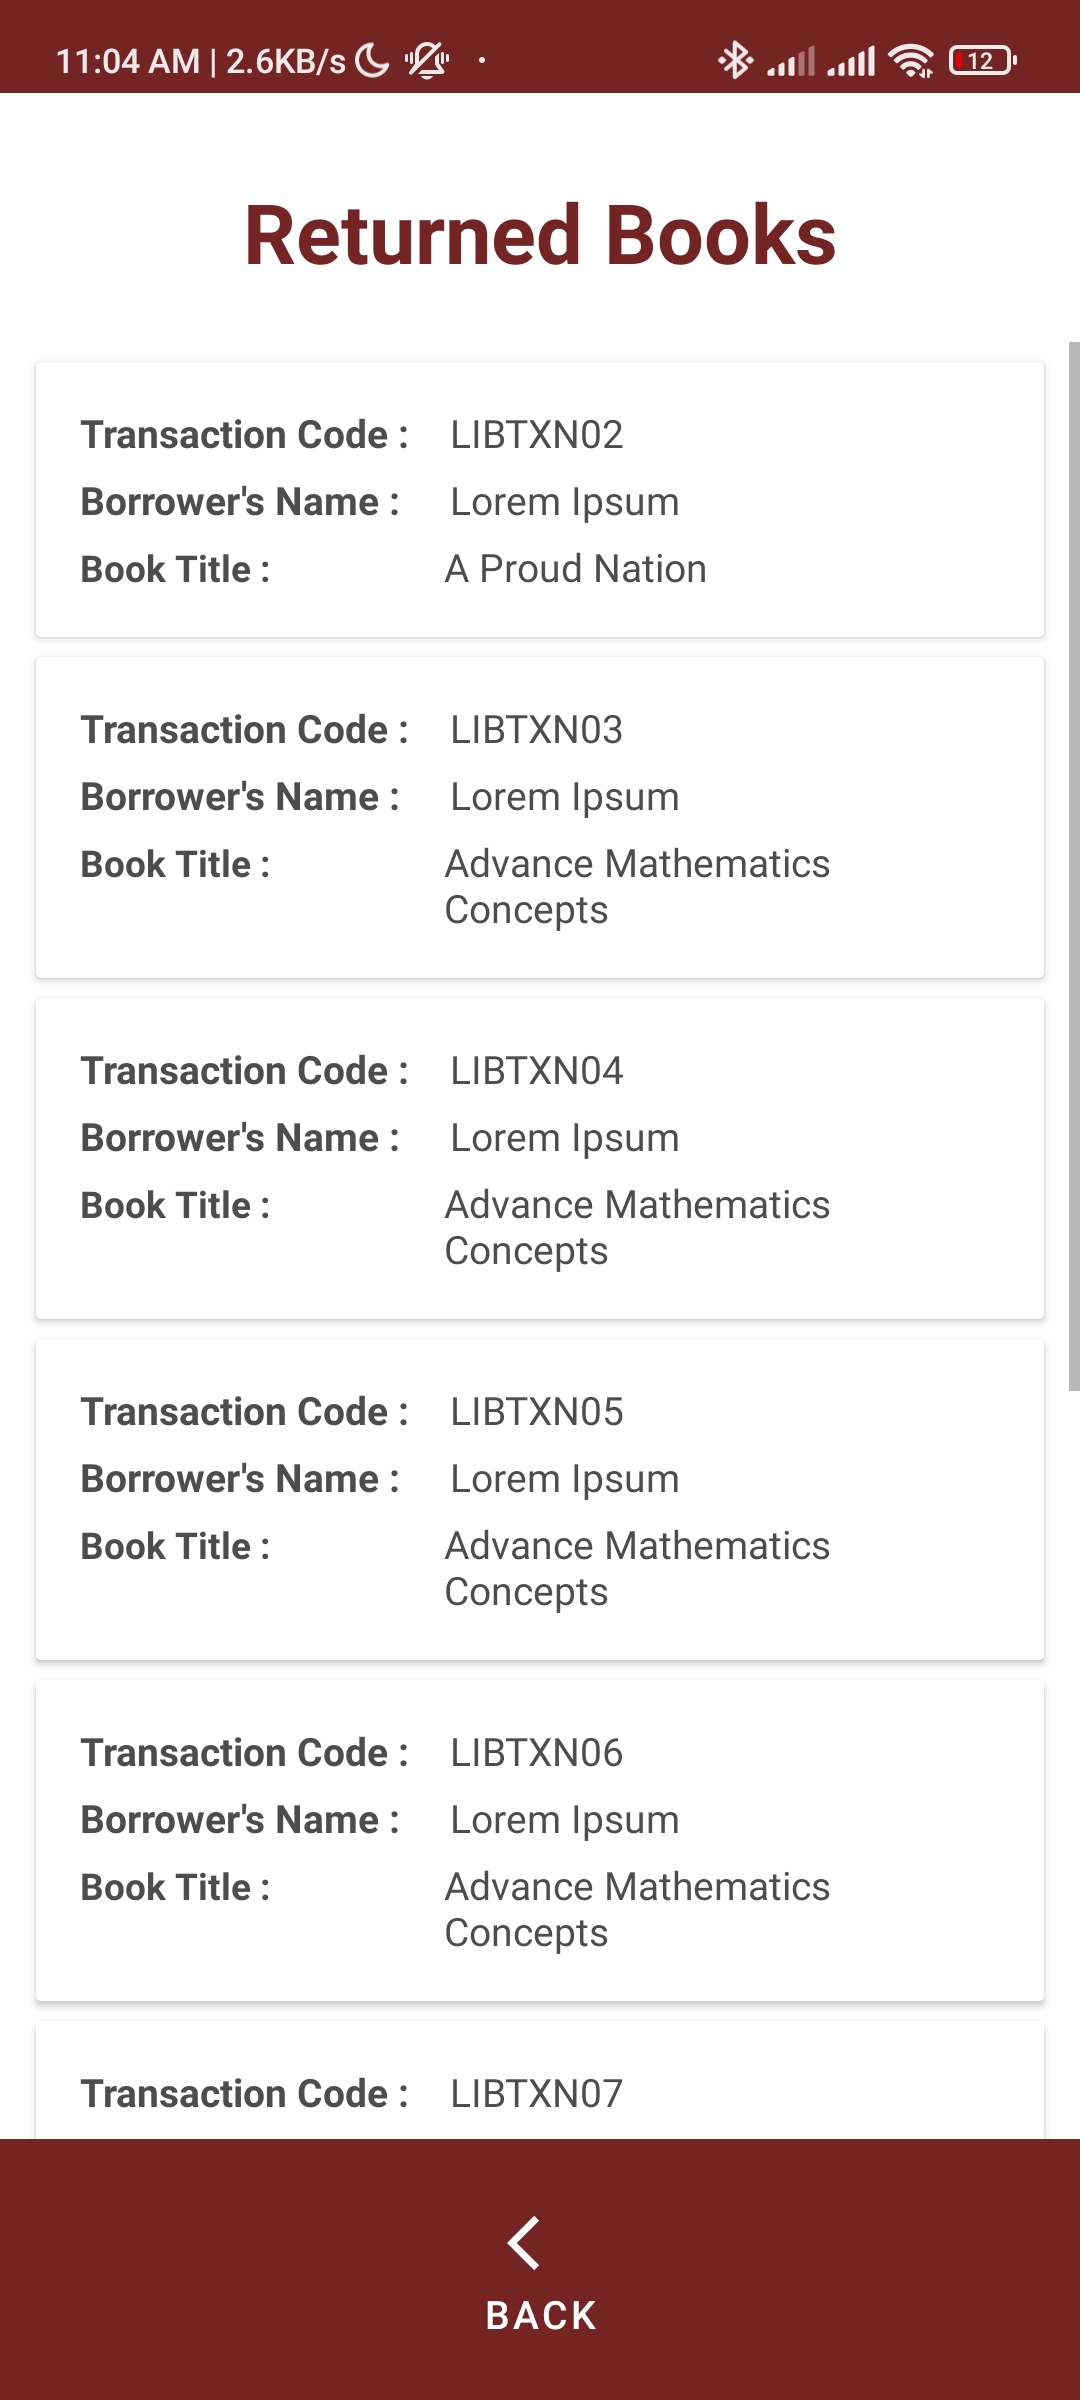 11:04 AM | 2.6KB/s
12
Returned Books
Transaction Code : LIBTXN02
Borrower's Name : Lorem Ipsum
Book Title : A Proud Nation
Transaction Code : LIBTXN03
Borrower's Name : Lorem Ipsum
Book Title : Advance Mathematics
Concepts
Transaction Code : LIBTXN04
Borrower's Name : Lorem Ipsum
Book Title : Advance Mathematics
Concepts
Transaction Code : LIBTXN05
Borrower's Name : Lorem Ipsum
Book Title : Advance Mathematics
Concepts
Transaction Code : LIBTXN06
Borrower's Name : Lorem Ipsum
Book Title : Advance Mathematics
Concepts
Transaction Code : LIBTXN07
BACK